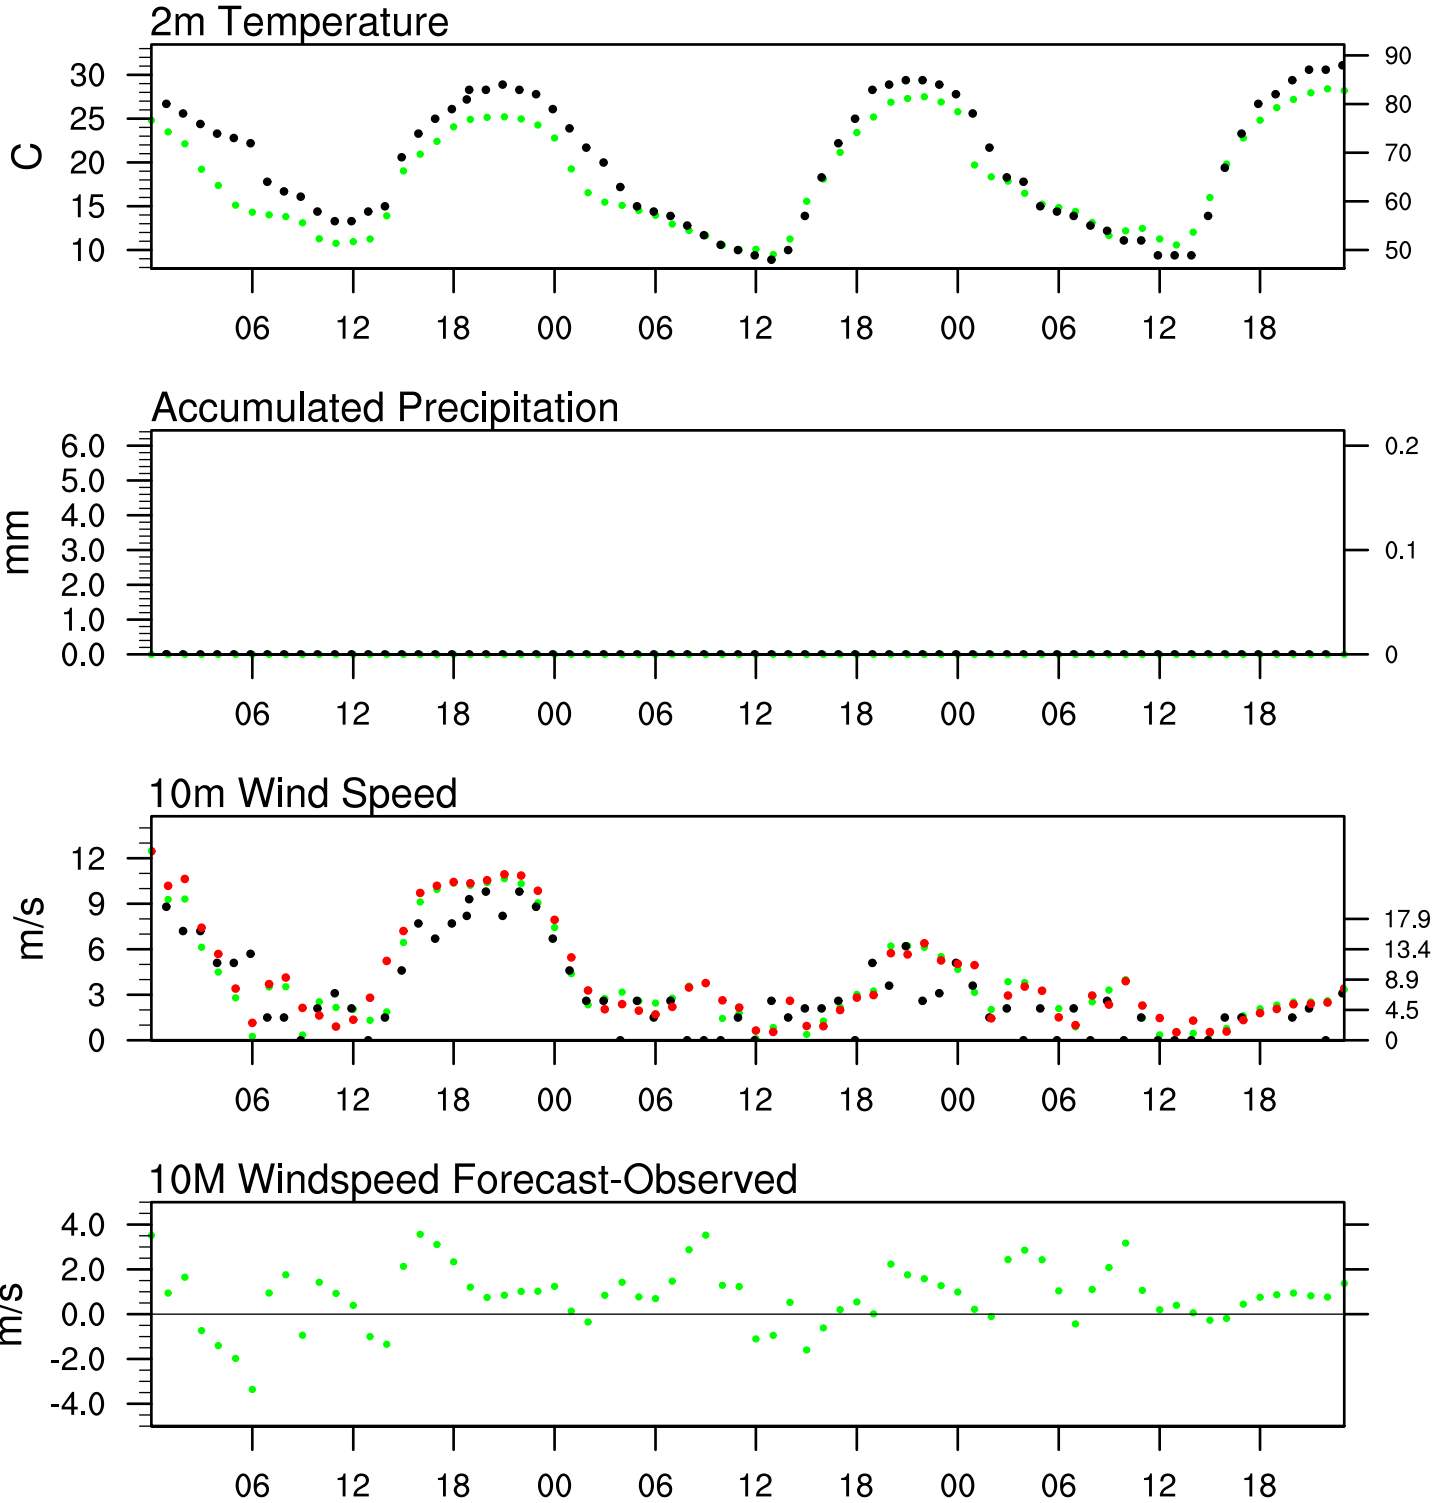 2m Temperature
C
30
25
20
15
10
90
80
70
60
50
06 12 18 00 06 12 18 00 06 12 18
Accumulated Precipitation
mm
6.0
5.0
4.0
3.0
2.0
1.0
0.0
0.2
0.1
0
06 12 18 00 06 12 18 00 06 12 18
10m Wind Speed
m/s
12
9
6
3
0
17.9
13.4
8.9
4.5
0
06 12 18 00 06 12 18 00 06 12 18
10M Windspeed Forecast-Observed
m/s
4.0
2.0
0.0
-2.0
-4.0
06 12 18 00 06 12 18 00 06 12 18